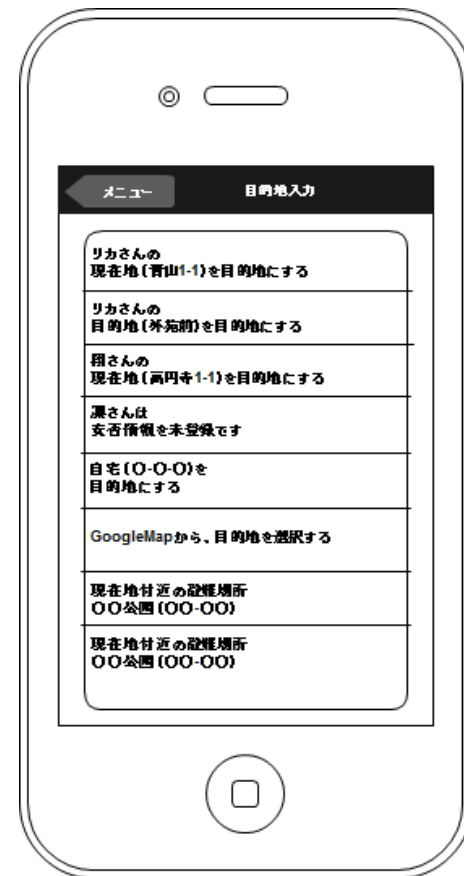 メニュー
目的地入力
リカさんの
現在地(青山1-1)を目的地にする
リカさんの
目的地(外苑前)を目的地にする
翔さんの
現在地(高円寺1-1)を目的地にする
凛さんは
安否情報を未登録です
自宅(〇-〇-〇)を
目的地にする
GoogleMapから、目的地を選択する
現在地付近の避難場所
〇〇公園(〇〇-〇〇)
現在地付近の避難場所
〇〇公園(〇〇-〇〇)